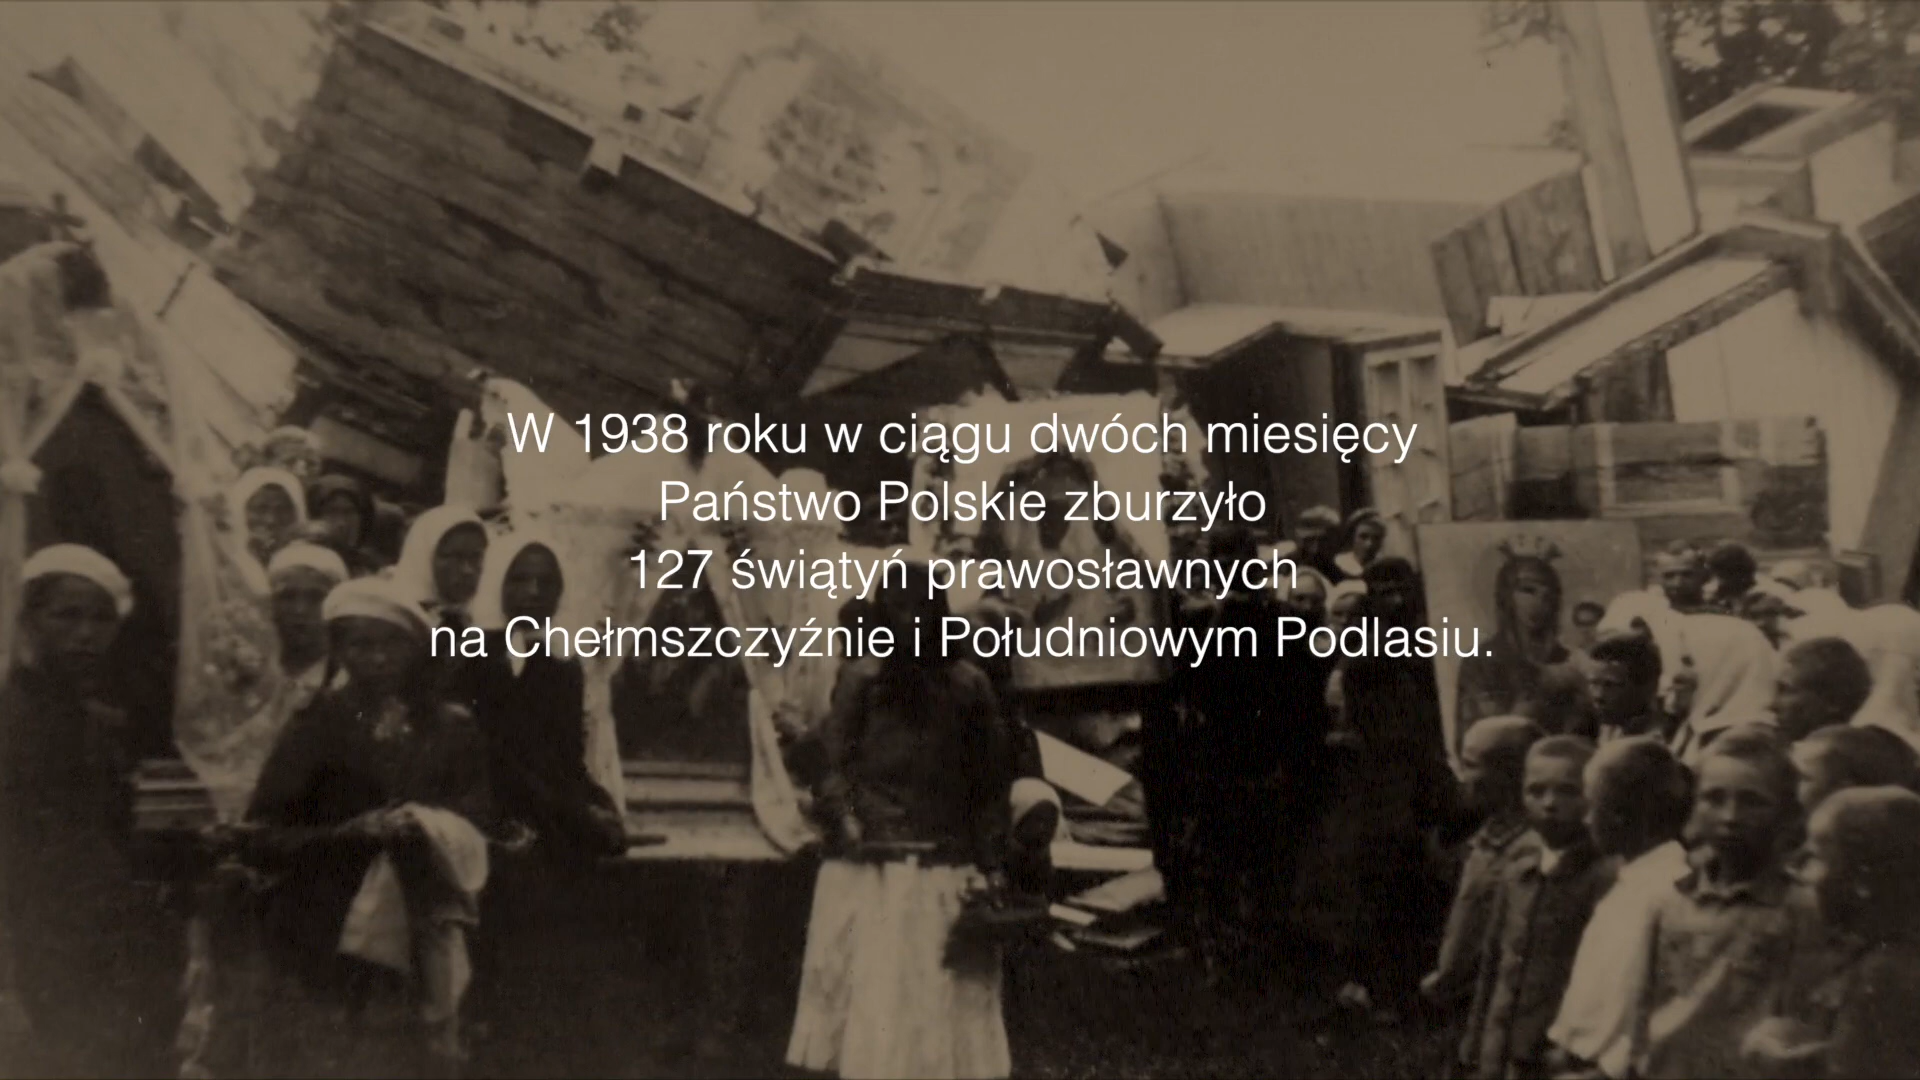 W 1938 roku w ciągu dwóch miesięcy
Państwo Polskie zburzyło
127 świątyń prawosławnych
na Chełmszczyźnie i Południowym Podlasiu.